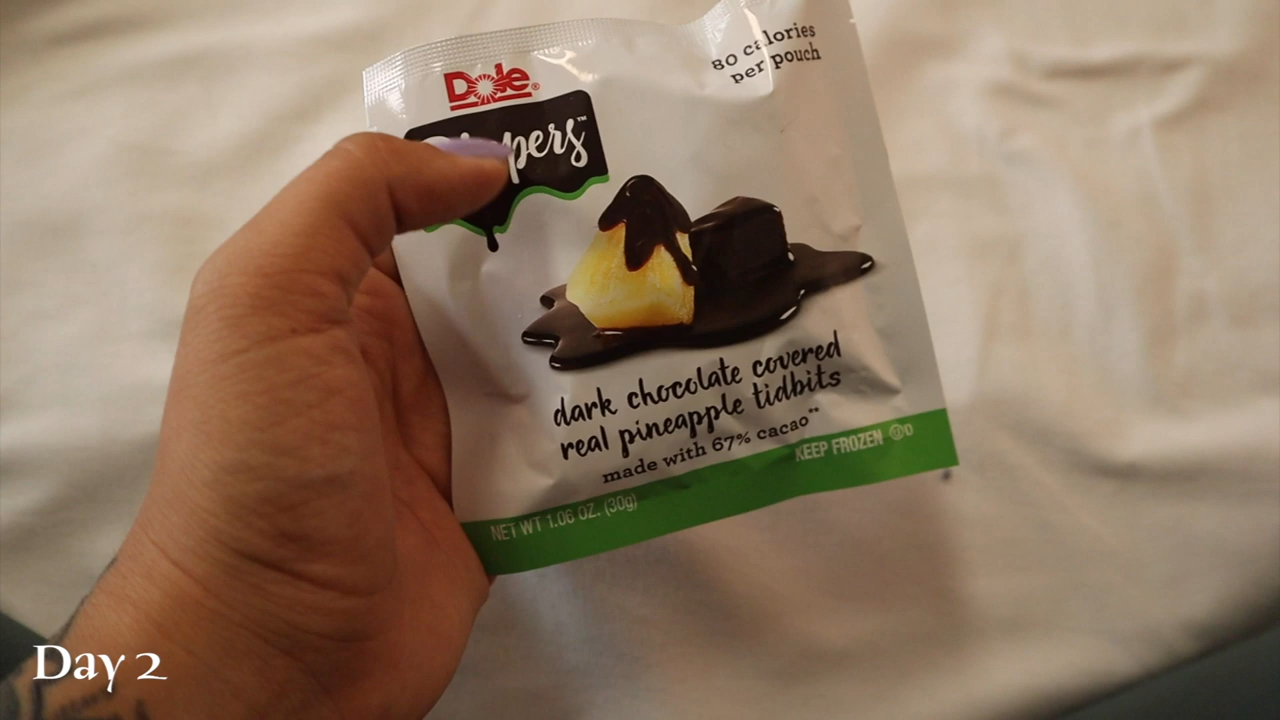 80 calories
per pouch
Dole®
dark chocolate covered
real pineapple tidbits
made with 67% cacao**
KEEP FROZEN
NET WT 1.06 OZ. (30g)
Day 2